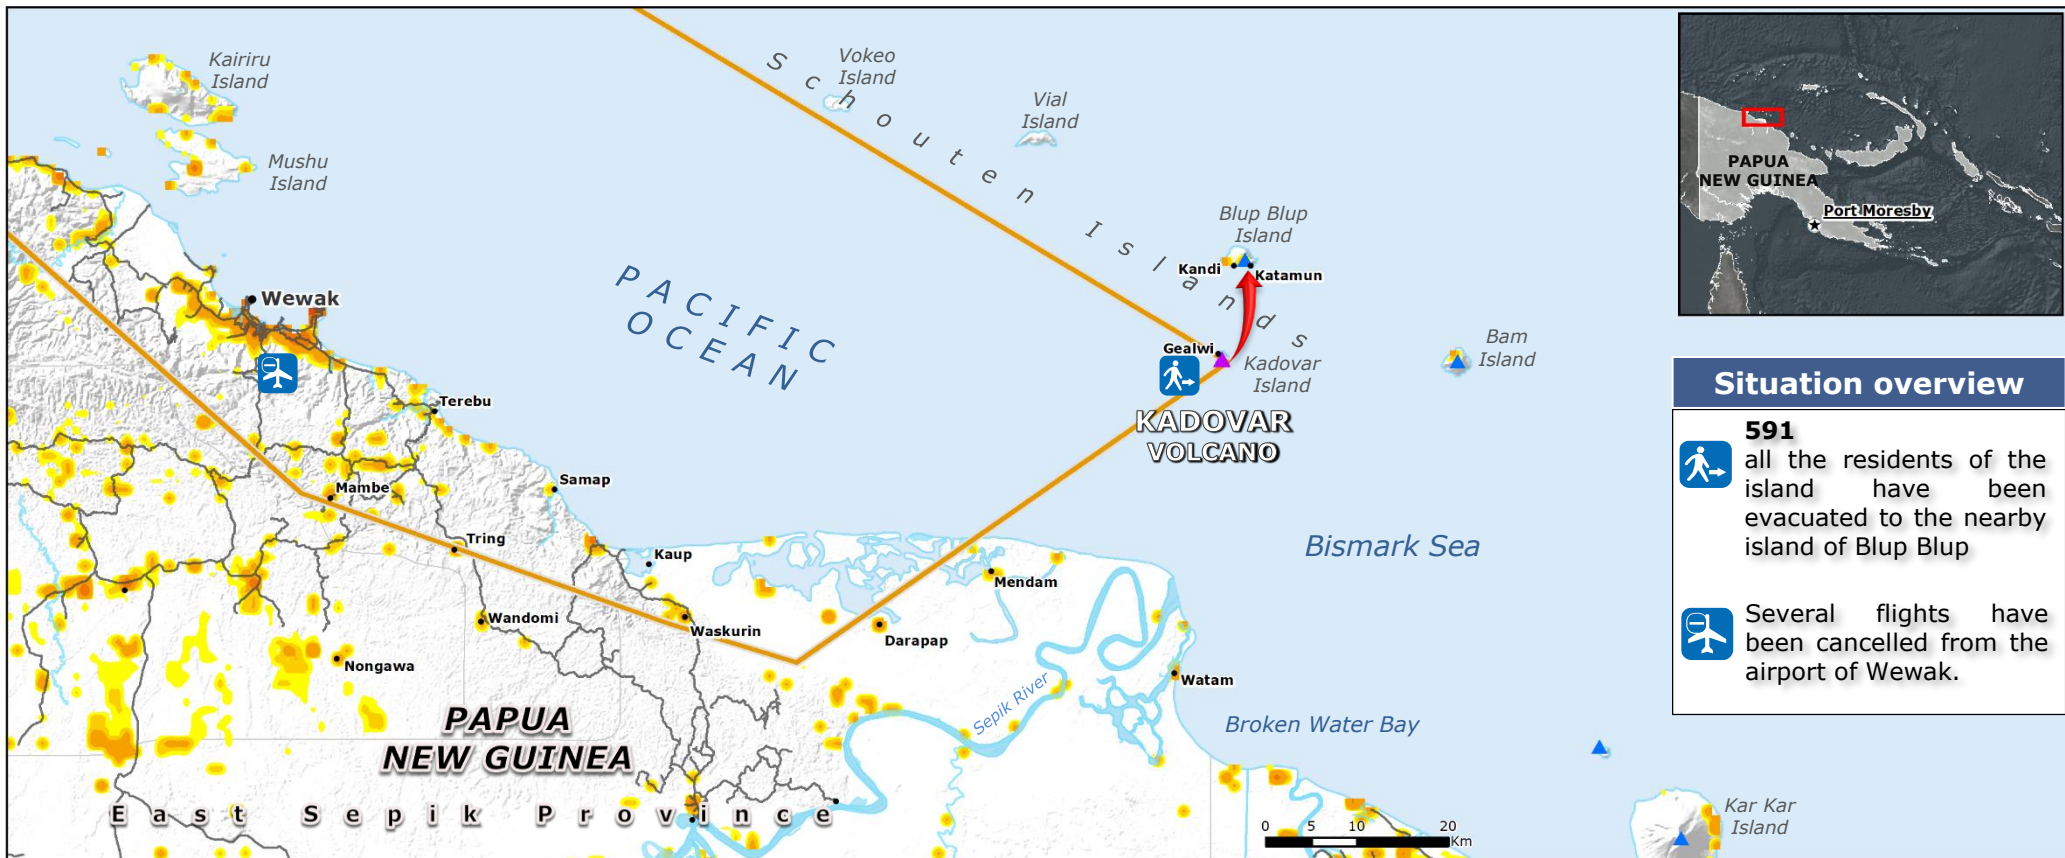 Kairiru
Island
Mushu
Island
Vokeo
Island
Vial
Island
Schouten Islands
Blup Blup
Island
Kandi
Katamun
Gealwi
Kadovar
Island
KADOVAR
VOLCANO
Bam
Island
PACIFIC
OCEAN
Wewak
Terebu
Samap
Mambe
Tring
Kaup
Wandomi
Waskurin
Nongawa
Mendam
Darapap
Watam
Sepik River
Bismark Sea
Broken Water Bay
PAPUA
NEW GUINEA
East Sepik Province
Kar Kar
Island
0 5 10 20
Km
PAPUA
NEW GUINEA
Port Moresby
Situation overview
591
all the residents of the
island have been
evacuated to the nearby
island of Blup Blup
Several flights have
been cancelled from the
airport of Wewak.